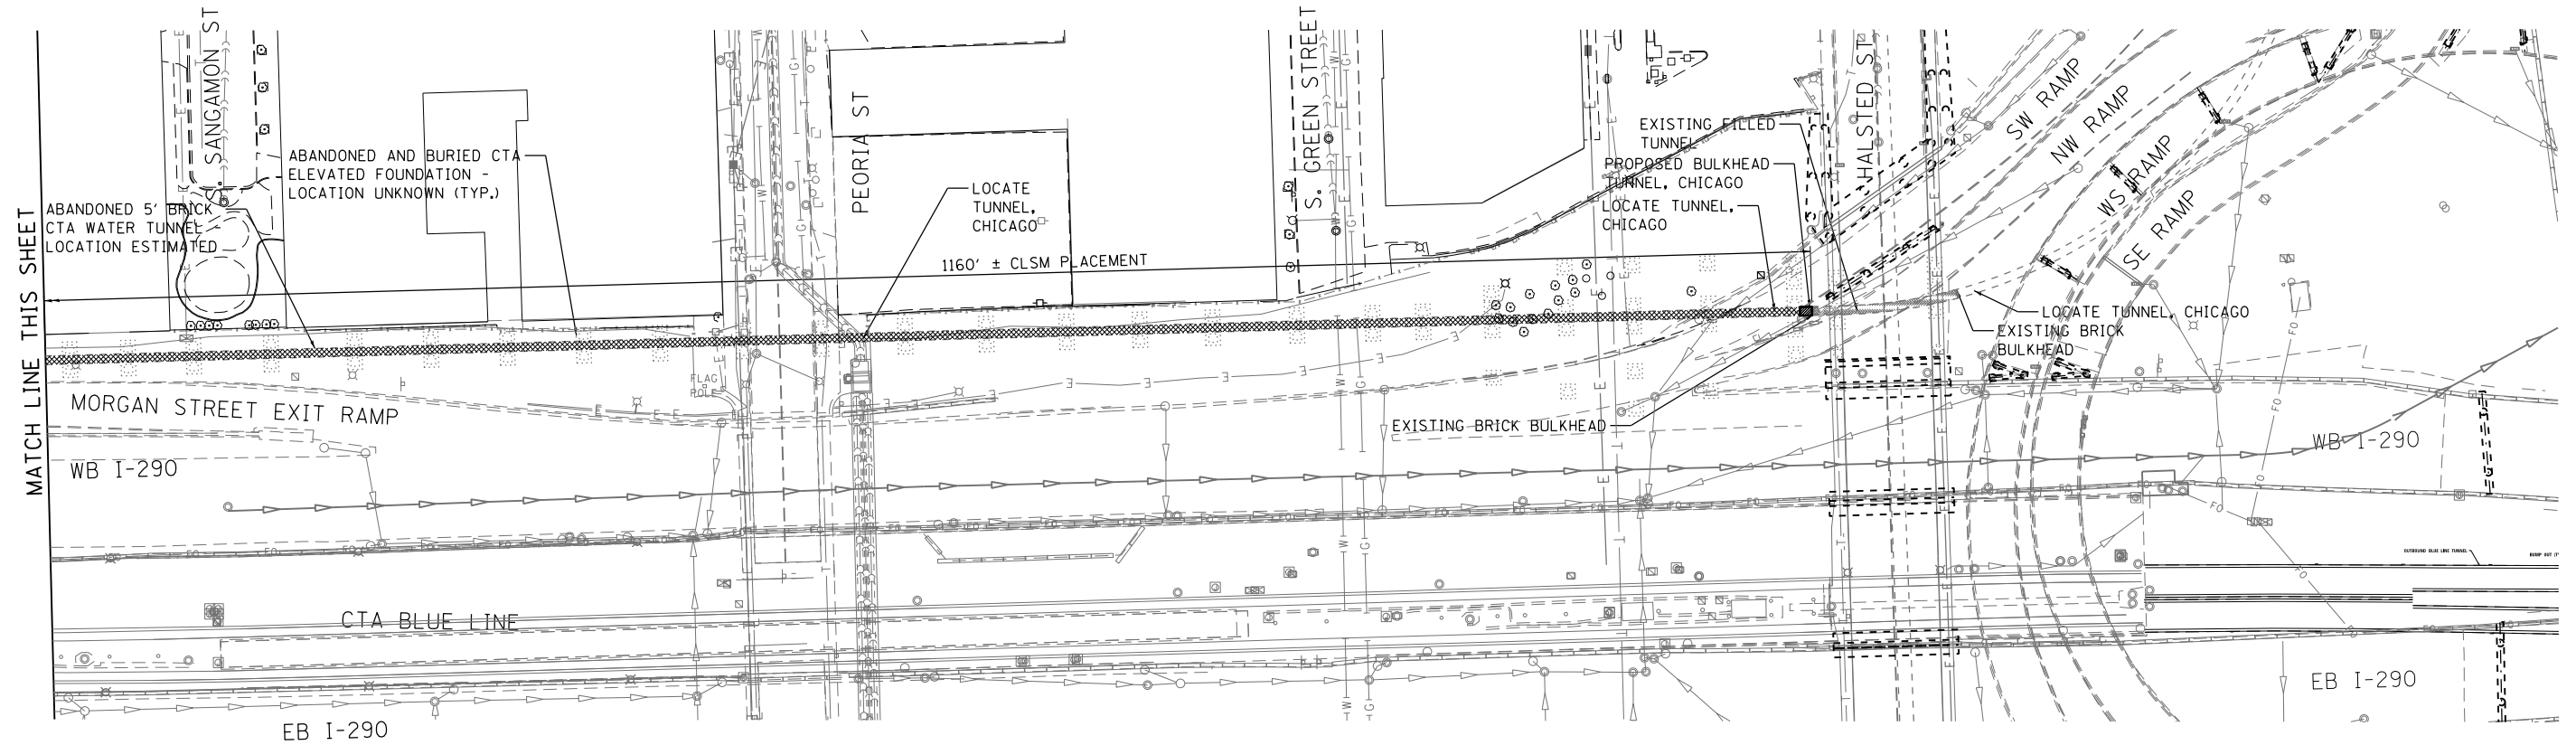 S. SANGAMON ST
PEORIA ST
S. GREEN STREET
HALSTED ST
SW RAMP
NW RAMP
WS RAMP
SE RAMP
MATCH LINE THIS SHEET
ABANDONED AND BURIED CTA
ELEVATED FOUNDATION -
LOCATION UNKNOWN (TYP.)
ABANDONED 5' BRICK
CTA WATER TUNNEL -
LOCATION ESTIMATED
LOCATE
TUNNEL,
CHICAGO
1160' ± CLSM PLACEMENT
EXISTING FILLED
TUNNEL
PROPOSED BULKHEAD
TUNNEL, CHICAGO
LOCATE TUNNEL,
CHICAGO
LOCATE TUNNEL, CHICAGO
EXISTING BRICK
BULKHEAD
FLAG
POLE
MORGAN STREET EXIT RAMP
EXISTING BRICK BULKHEAD
WB I-290
WB I-290
OUTBOUND BLUE LINE TUNNEL
CTA BLUE LINE
EB I-290
EB I-290